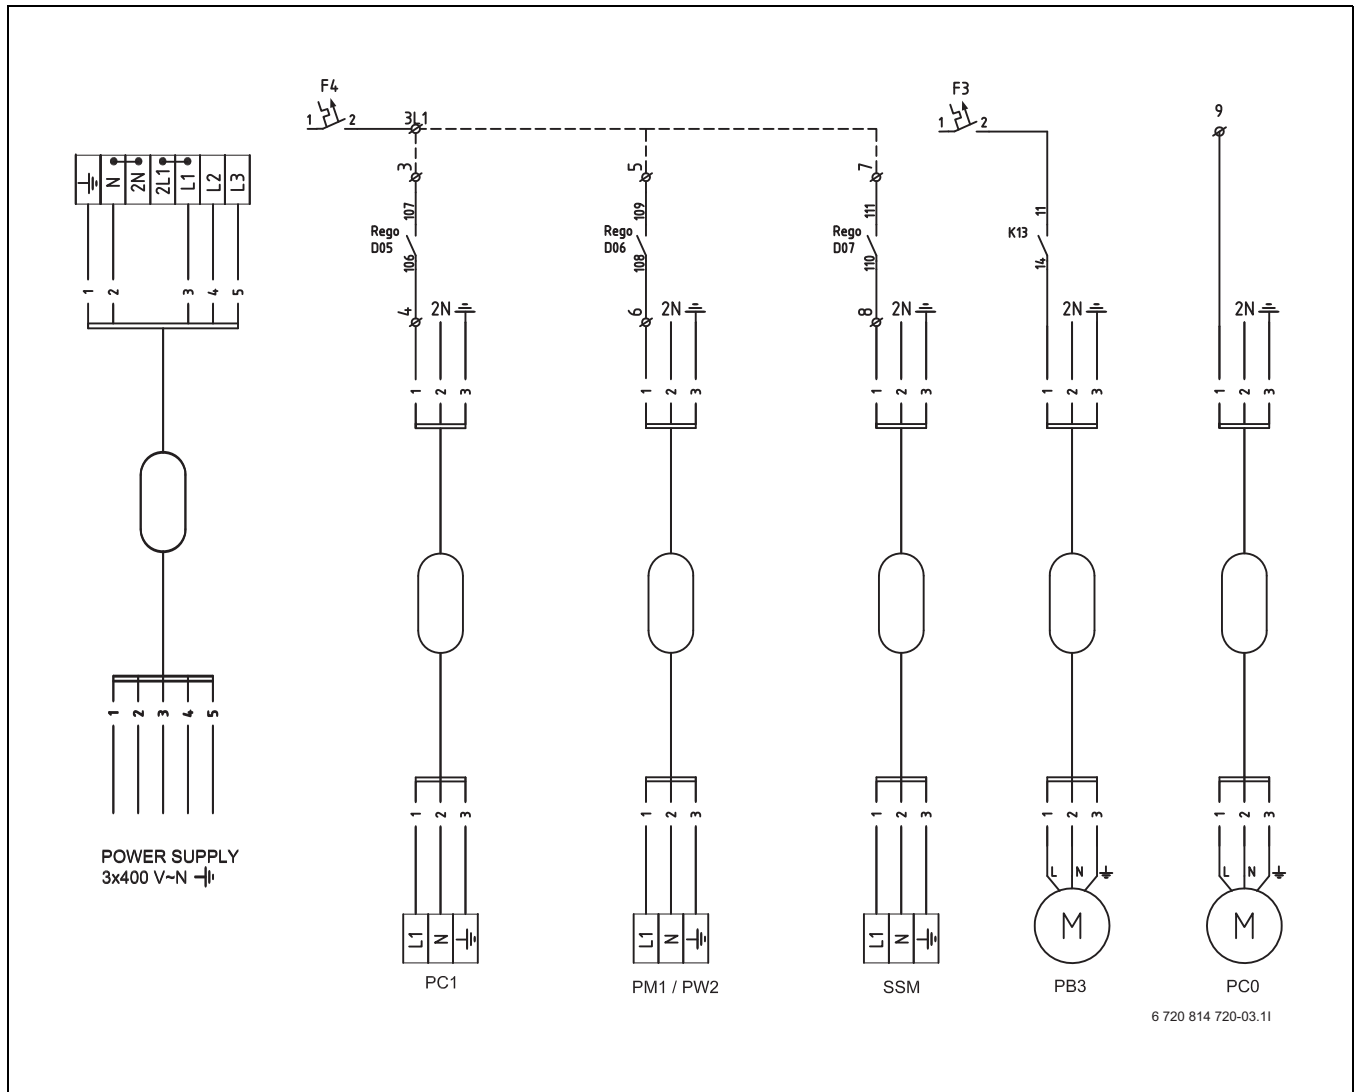 F4
F3
1 2
3L1
1 2
9
3
5
7
N 2N 2L1 L1 L2 L3
107
109
111
11
Rego
D05
Rego
D06
Rego
D07
K13
106
108
110
14
1 2 3 4 5
4 2N
6 2N
8 2N
2N
2N
1 2 3
1 2 3
1 2 3
1 2 3
1 2 3
1 2 3 4 5
1 2 3
1 2 3
1 2 3
1 2 3
1 2 3
POWER SUPPLY
3x400 V~N
L N
L N
L1 N
L1 N
L1 N
M
M
PC1
PM1 / PW2
SSM
PB3
PC0
6 720 814 720-03.1I